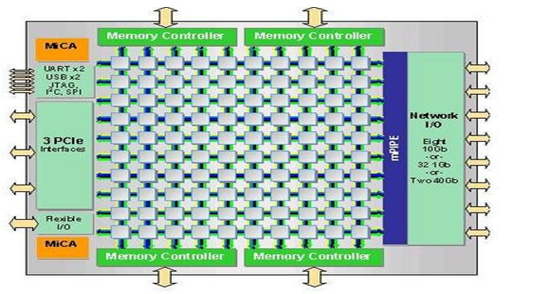 Memory Controller
Memory Controller
MiCA
UART x2
USB x2
JTAG,
I²C, SPI
3 PCIe
Interfaces
Flexible
I/O
MiCA
mPIPE
Network
I/O
Eight
10Gb
-or-
32 1Gb
-or-
Two 40Gb
Memory Controller
Memory Controller